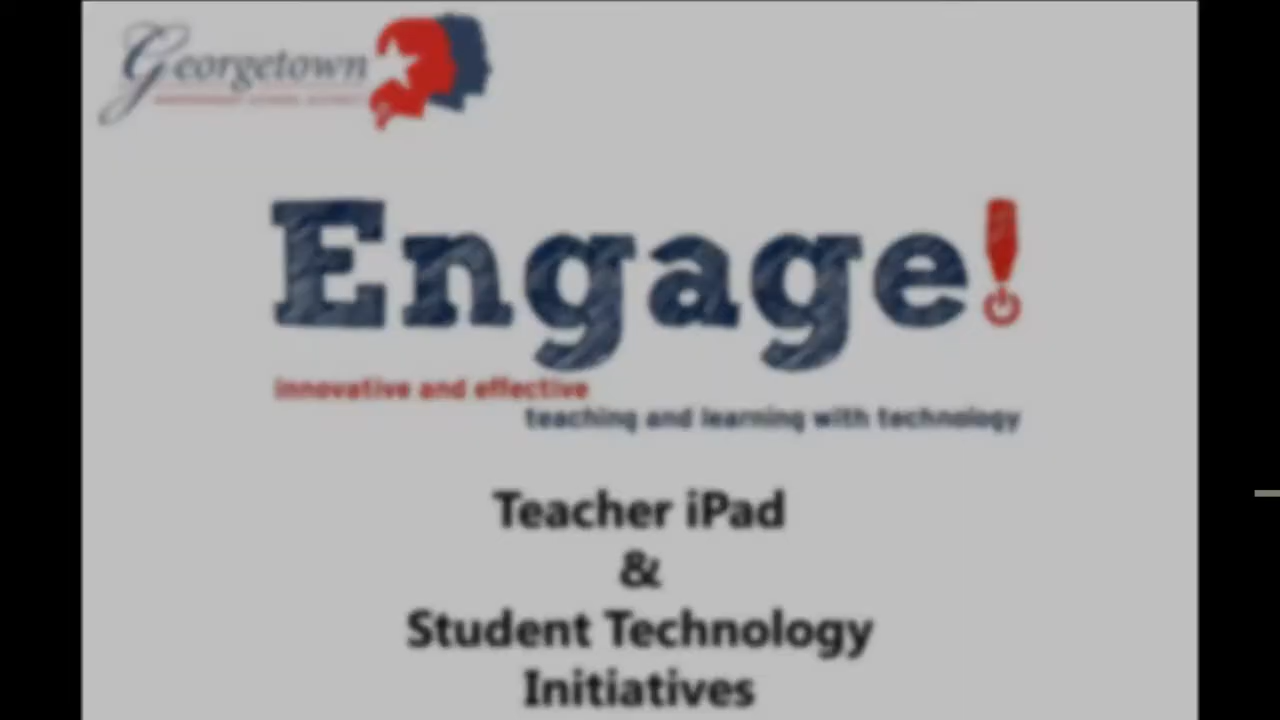 Georgetown
Engage!
innovative and effective
teaching and learning with technology
Teacher iPad
&
Student Technology
Initiatives